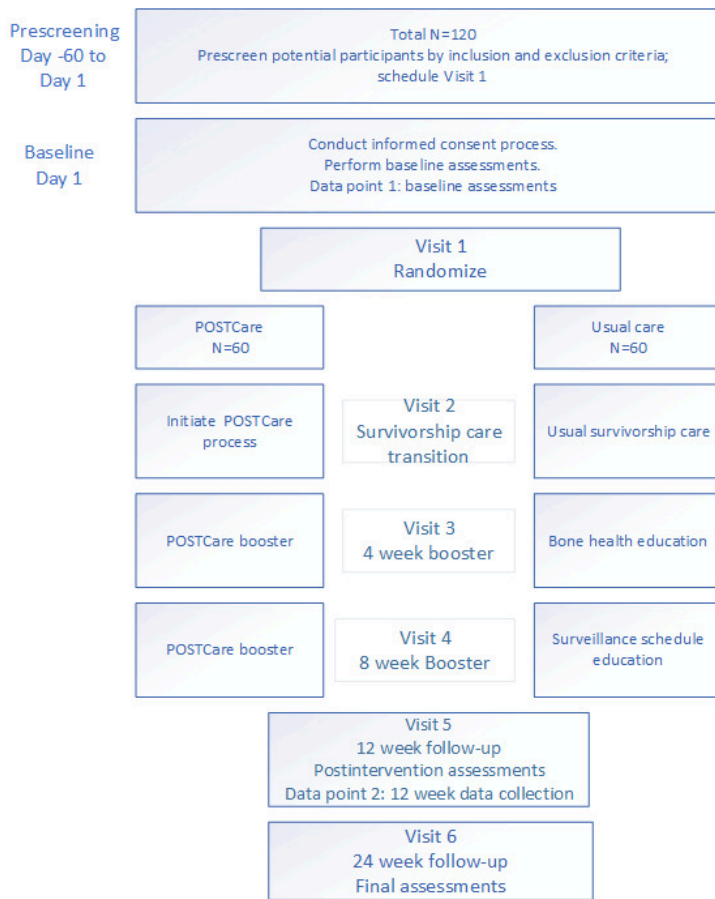 Prescreening
Day -60 to
Day 1
Total N=120
Prescreen potential participants by inclusion and exclusion criteria;
schedule Visit 1
Baseline
Day 1
Conduct informed consent process.
Perform baseline assessments.
Data point 1: baseline assessments
Visit 1
Randomize
POSTCare
N=60
Usual care
N=60
Initiate POSTCare
process
Visit 2
Survivorship care
transition
Usual survivorship care
POSTCare booster
Visit 3
4 week booster
Bone health education
POSTCare booster
Visit 4
8 week Booster
Surveillance schedule
education
Visit 5
12 week follow-up
Postintervention assessments
Data point 2: 12 week data collection
Visit 6
24 week follow-up
Final assessments